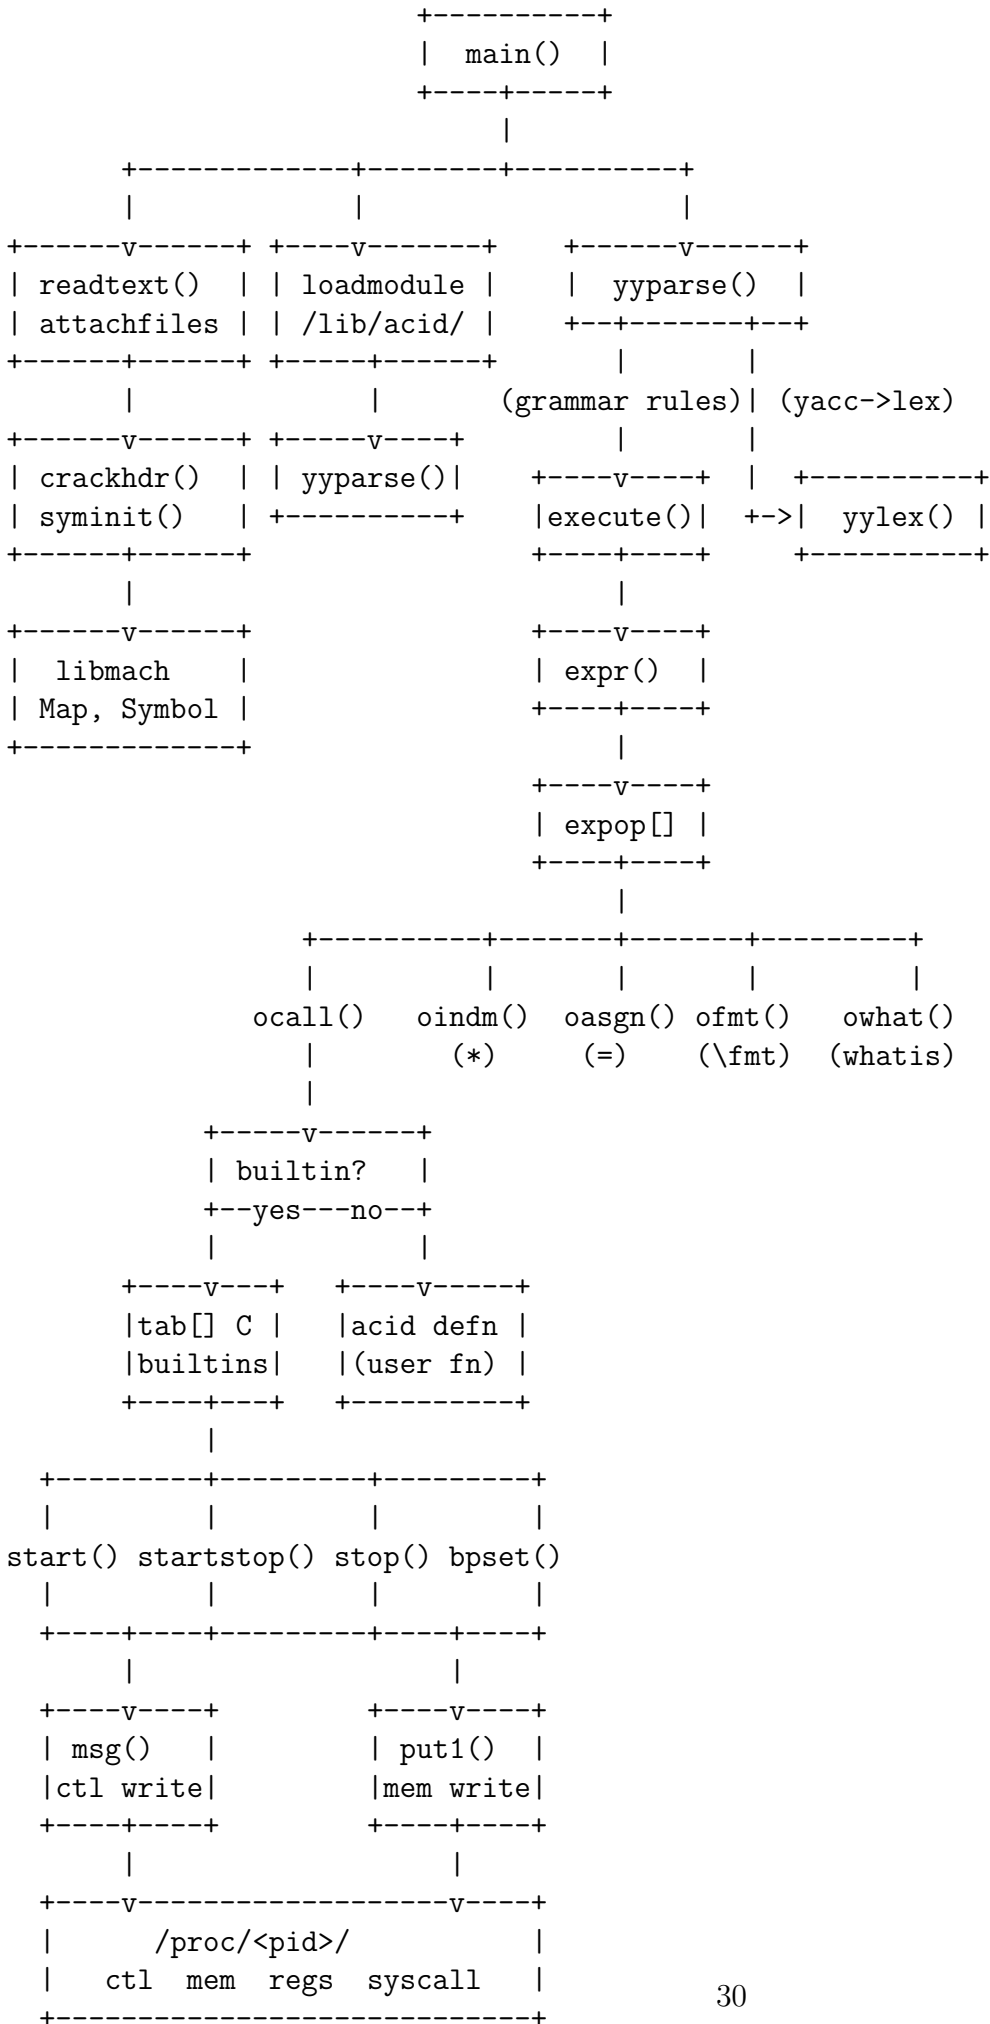 +----------+
                         |  main()  |
                         +----+-----+
                              |
       +-------------+--------+----------+
       |             |                   |
+------v------+ +----v-------+    +------v------+
| readtext()  | | loadmodule |    |  yyparse()  |
| attachfiles | | /lib/acid/ |    +--+-------+--+
+------+------+ +-----+------+       |       |
       |              |       (grammar rules)| (yacc->lex)
+------v------+ +-----v----+         |       |
| crackhdr()  | | yyparse()|    +----v----+  |  +----------+
| syminit()   | +----------+    |execute()|  +->|  yylex() |
+------+------+                 +----+----+     +----------+
       |                             |
+------v------+                 +----v----+
|  libmach    |                 | expr()  |
| Map, Symbol |                 +----+----+
+-------------+                      |
                                +----v----+
                                | expop[] |
                                +----+----+
                                     |
                  +----------+-------+-------+---------+
                  |          |       |       |         |
               ocall()   oindm()  oasgn() ofmt()   owhat()
                  |        (*)     (=)    (\fmt)  (whatis)
                  |
            +-----v------+
            | builtin?   |
            +--yes---no--+
            |            |
       +----v---+   +----v-----+
       |tab[] C |   |acid defn |
       |builtins|   |(user fn) |
       +----+---+   +----------+
            |
  +---------+---------+---------+
  |         |         |         |
start() startstop() stop() bpset()
  |         |         |         |
  +----+----+---------+----+----+
       |                   |
  +----v----+         +----v----+
  | msg()   |         | put1()  |
  |ctl write|         |mem write|
  +----+----+         +----+----+
       |                   |
  +----v-------------------v----+
  |      /proc/<pid>/           |
  |   ctl  mem  regs  syscall   |
  +-----------------------------+
30